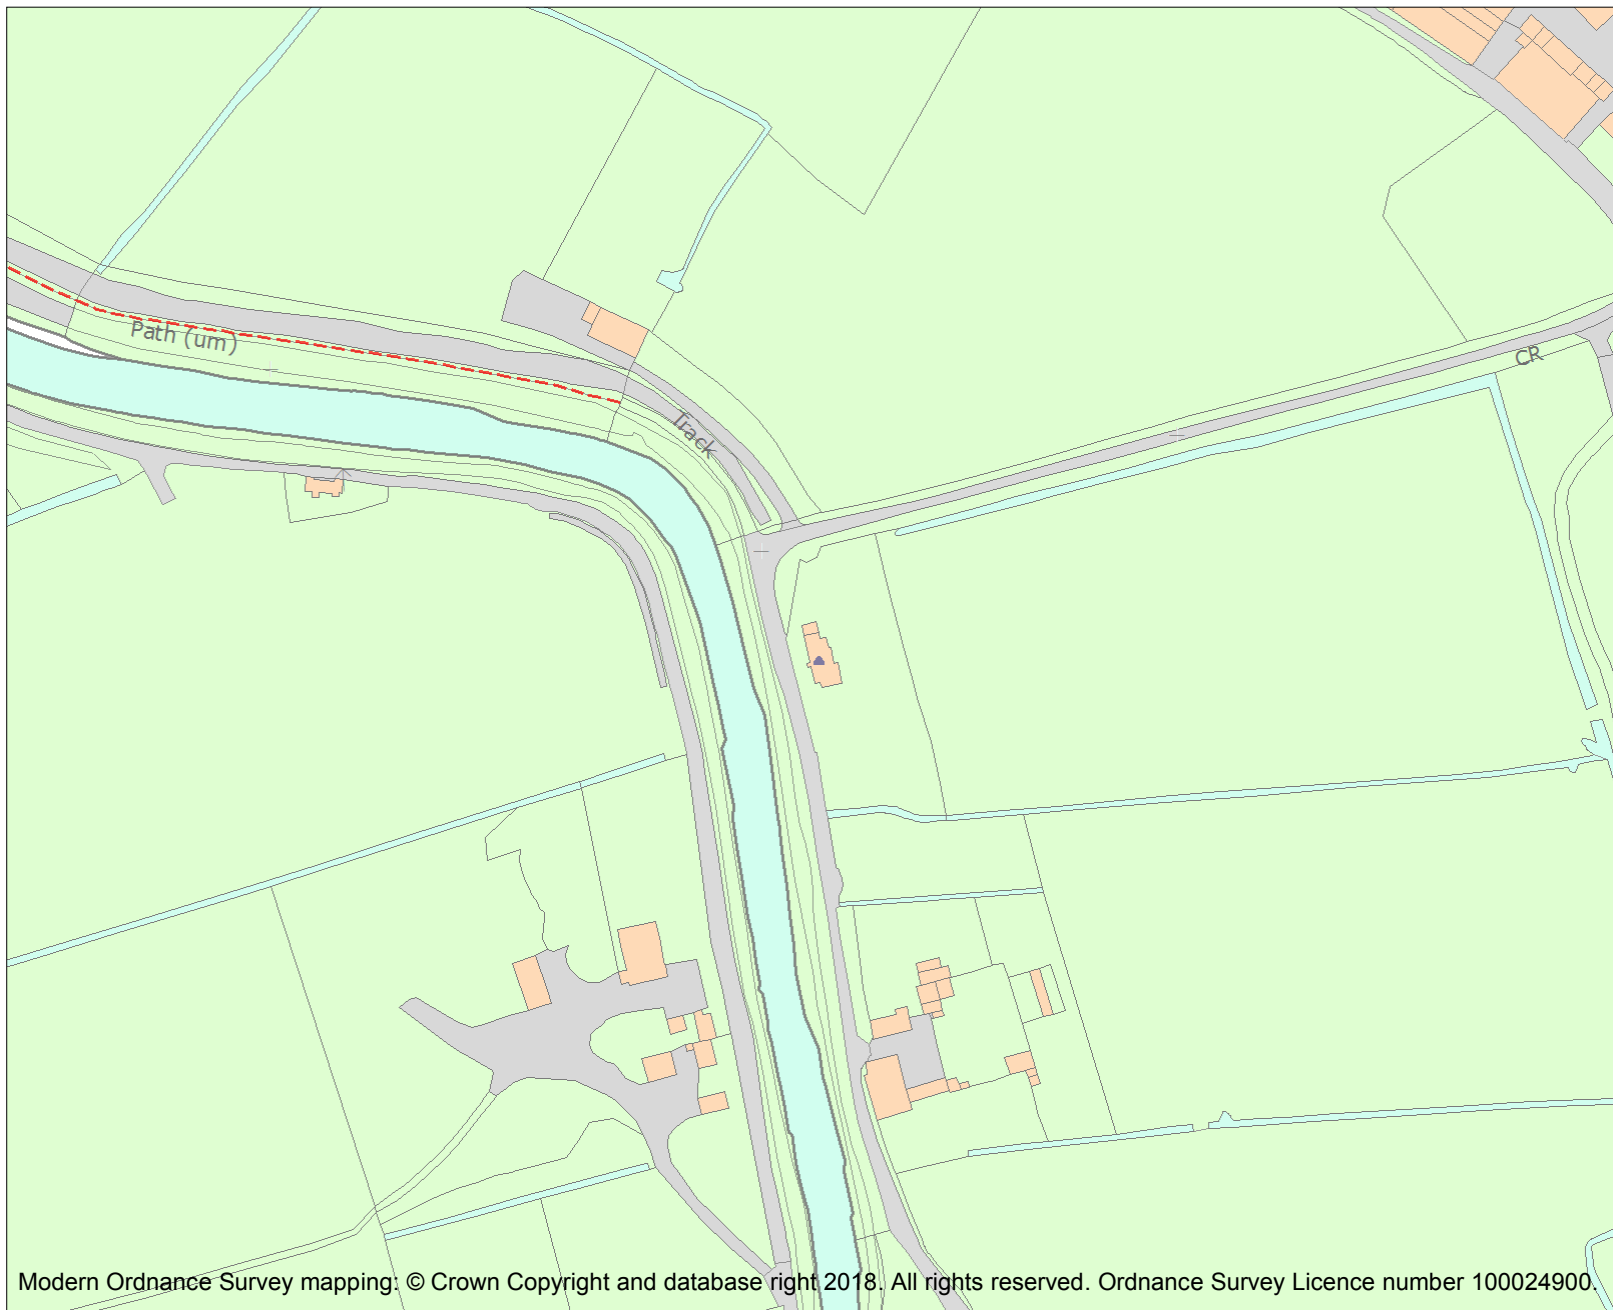 Path (um)
CR
Track
Modern Ordnance Survey mapping: © Crown Copyright and database right 2018. All rights reserved. Ordnance Survey Licence number 100024900.